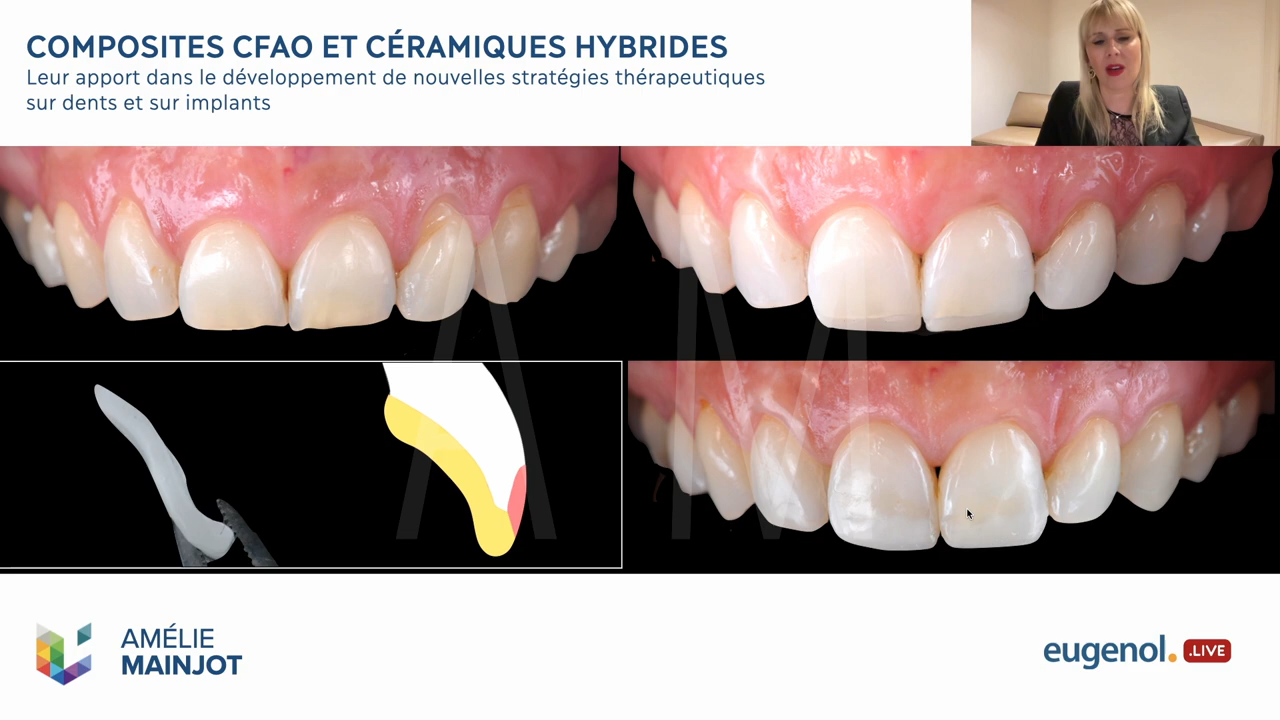 COMPOSITES CFAO ET CÉRAMIQUES HYBRIDES
Leur apport dans le développement de nouvelles stratégies thérapeutiques
sur dents et sur implants
A M
AMÉLIE
MAINJOT
eugenol.
.LIVE